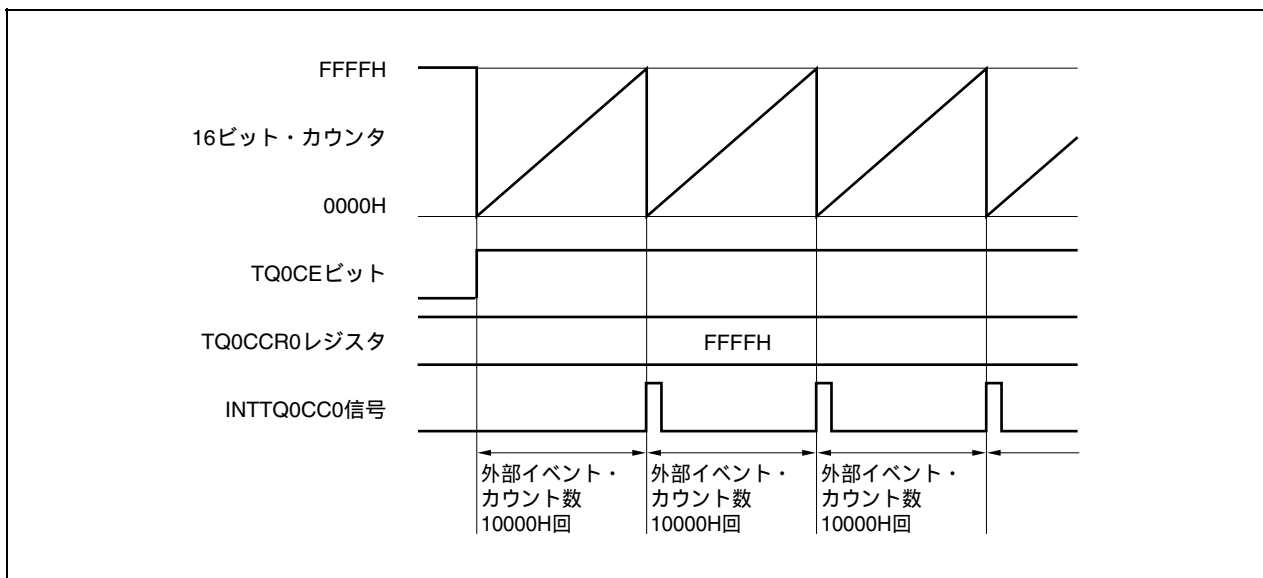 FFFFH
16ビット・カウンタ
0000H
TQ0CEビット
TQ0CCR0レジスタ
FFFFH
INTTQ0CC0信号
外部イベント・
カウント数
10000H回
外部イベント・
カウント数
10000H回
外部イベント・
カウント数
10000H回